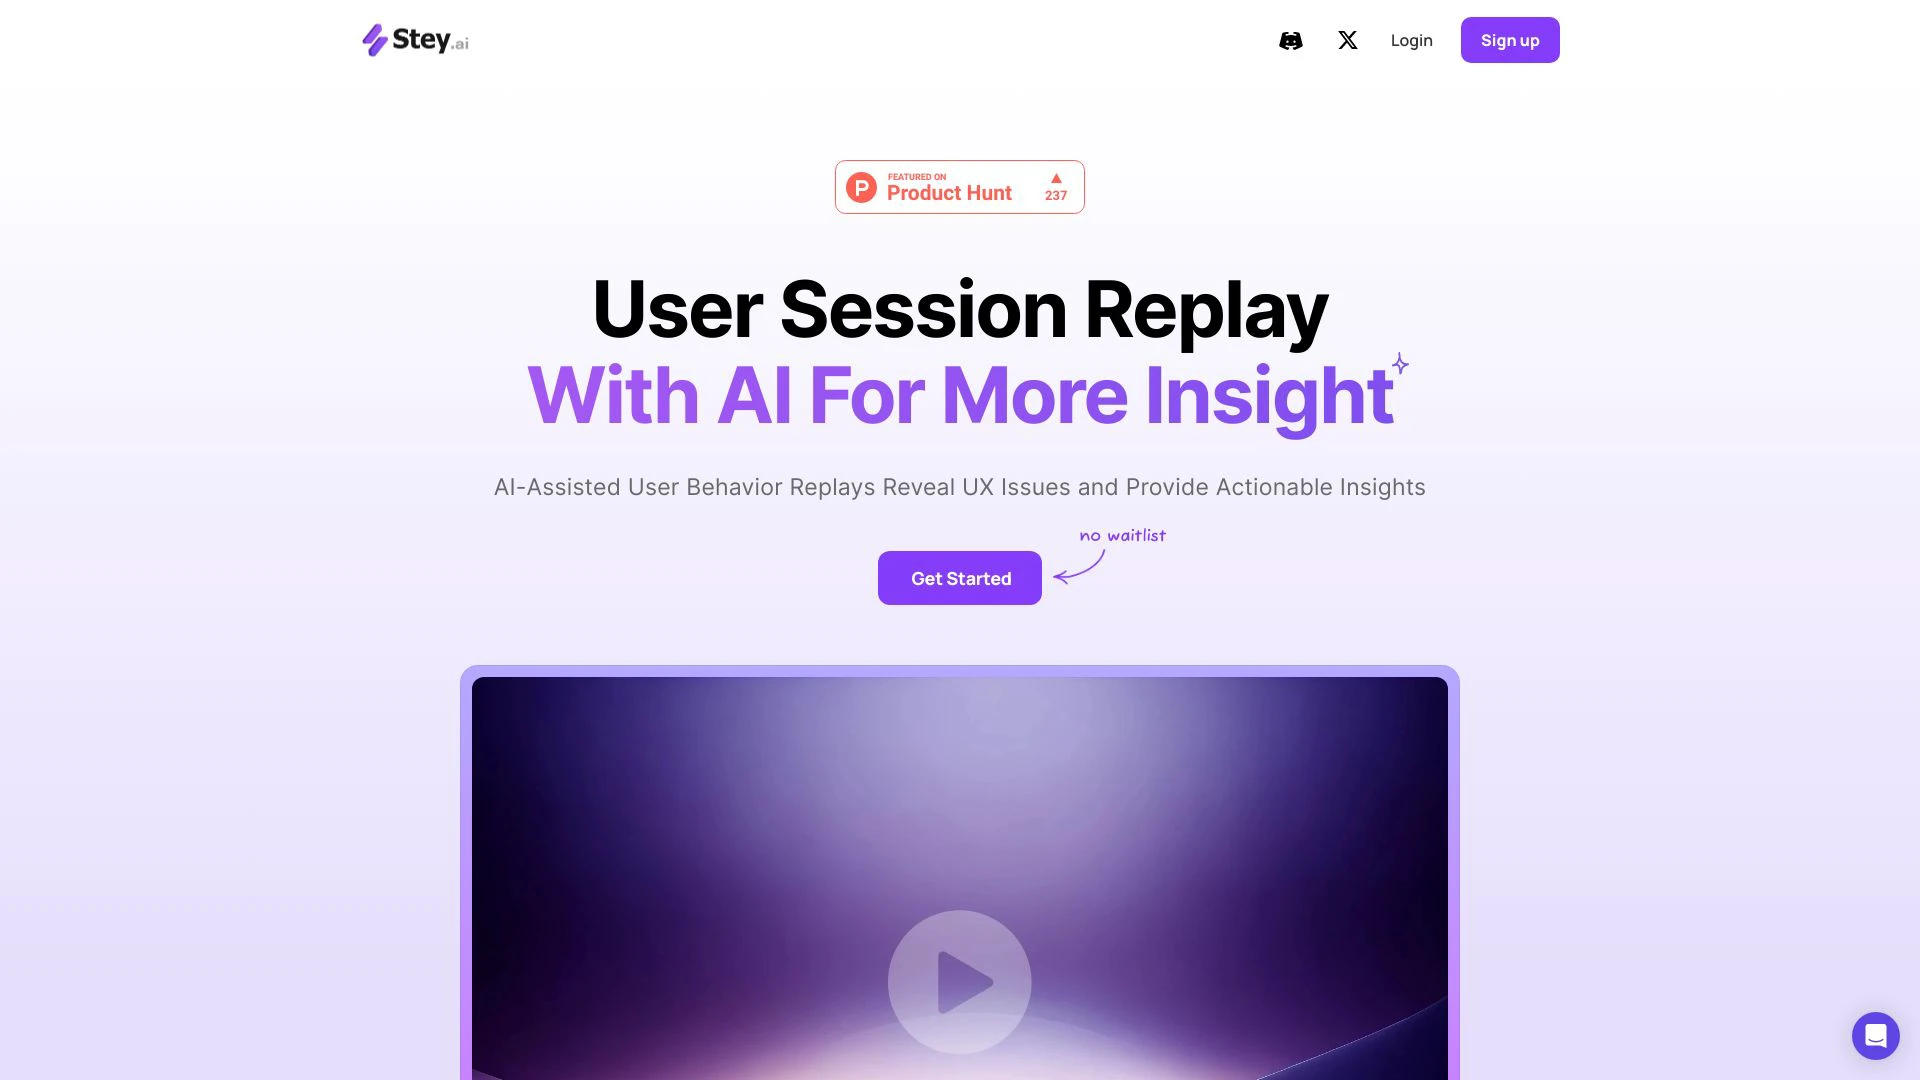 Stey.ai
Login
Sign up
FEATURED ON
Product Hunt
237
User Session Replay
With AI For More Insight
AI-Assisted User Behavior Replays Reveal UX Issues and Provide Actionable Insights
no waitlist
Get Started